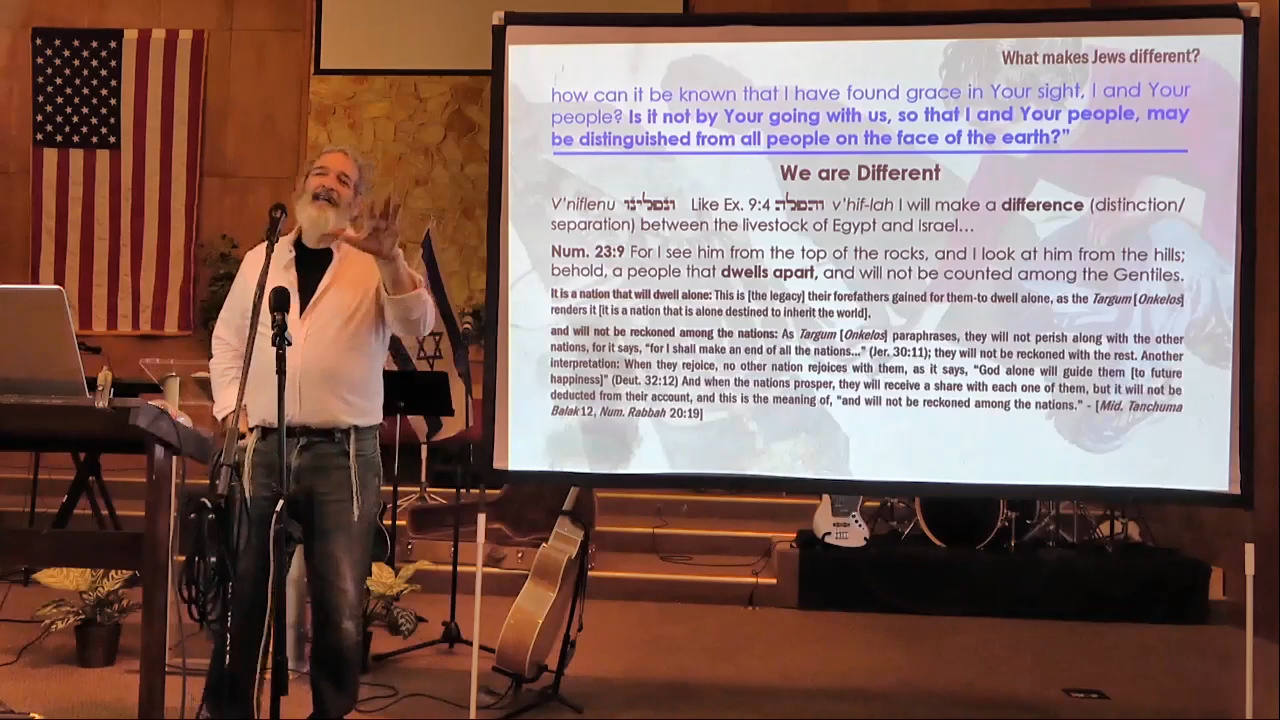 What makes Jews different?
how can it be known that I have found grace in Your sight, I and Your
people? Is it not by Your going with us, so that I and Your people, may
be distinguished from all people on the face of the earth?"
We are Different
V'niflenu Like Ex. 9:4 v'hif-lah I will make a difference (distinction/
separation) between the livestock of Egypt and Israel...
Num. 23:9 For I see him from the top of the rocks, and I look at him from the hills;
behold, a people that dwells apart, and will not be counted among the Gentiles.
It is a nation that will dwell alone: This is [the legacy] their forefathers gained for them-to dwell alone, as the Targum [Onkelos]
renders it [it is a nation that is alone destined to inherit the world].
and will not be reckoned among the nations: As Targum [Onkelos] paraphrases, they will not perish along with the other
nations, for it says, "for I shall make an end of all the nations..." (Jer. 30:11); they will not be reckoned with the rest. Another
interpretation: When they rejoice, no other nation rejoices with them, as it says, "God alone will guide them [to future
happiness]" (Deut. 32:12) And when the nations prosper, they will receive a share with each one of them, but it will not be
deducted from their account, and this is the meaning of, "and will not be reckoned among the nations." - [Mid. Tanchuma
Balak 12, Num. Rabbah 20:19]